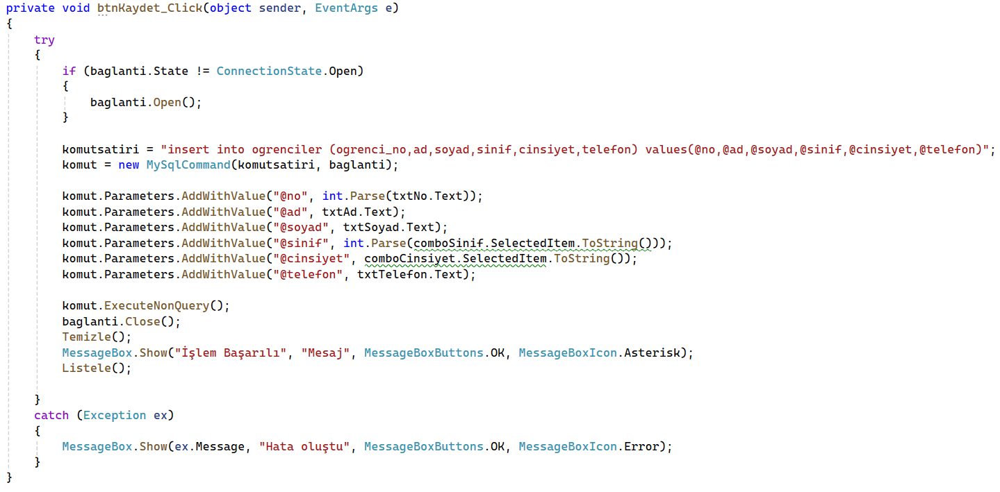 private void btnKaydet_Click(object sender, EventArgs e)
{
    try
    {
        if (baglanti.State != ConnectionState.Open)
        {
            baglanti.Open();
        }

        komutsatiri = "insert into ogrenciler (ogrenci_no,ad,soyad,sinif,cinsiyet,telefon) values(@no,@ad,@soyad,@sinif,@cinsiyet,@telefon)";
        komut = new MySqlCommand(komutsatiri, baglanti);

        komut.Parameters.AddWithValue("@no", int.Parse(txtNo.Text));
        komut.Parameters.AddWithValue("@ad", txtAd.Text);
        komut.Parameters.AddWithValue("@soyad", txtSoyad.Text);
        komut.Parameters.AddWithValue("@sinif", int.Parse(comboSinif.SelectedItem.ToString()));
        komut.Parameters.AddWithValue("@cinsiyet", comboCinsiyet.SelectedItem.ToString());
        komut.Parameters.AddWithValue("@telefon", txtTelefon.Text);

        komut.ExecuteNonQuery();
        baglanti.Close();
        Temizle();
        MessageBox.Show("İşlem Başarılı", "Mesaj", MessageBoxButtons.OK, MessageBoxIcon.Asterisk);
        Listele();

    }
    catch (Exception ex)
    {
        MessageBox.Show(ex.Message, "Hata oluştu", MessageBoxButtons.OK, MessageBoxIcon.Error);
    }
}